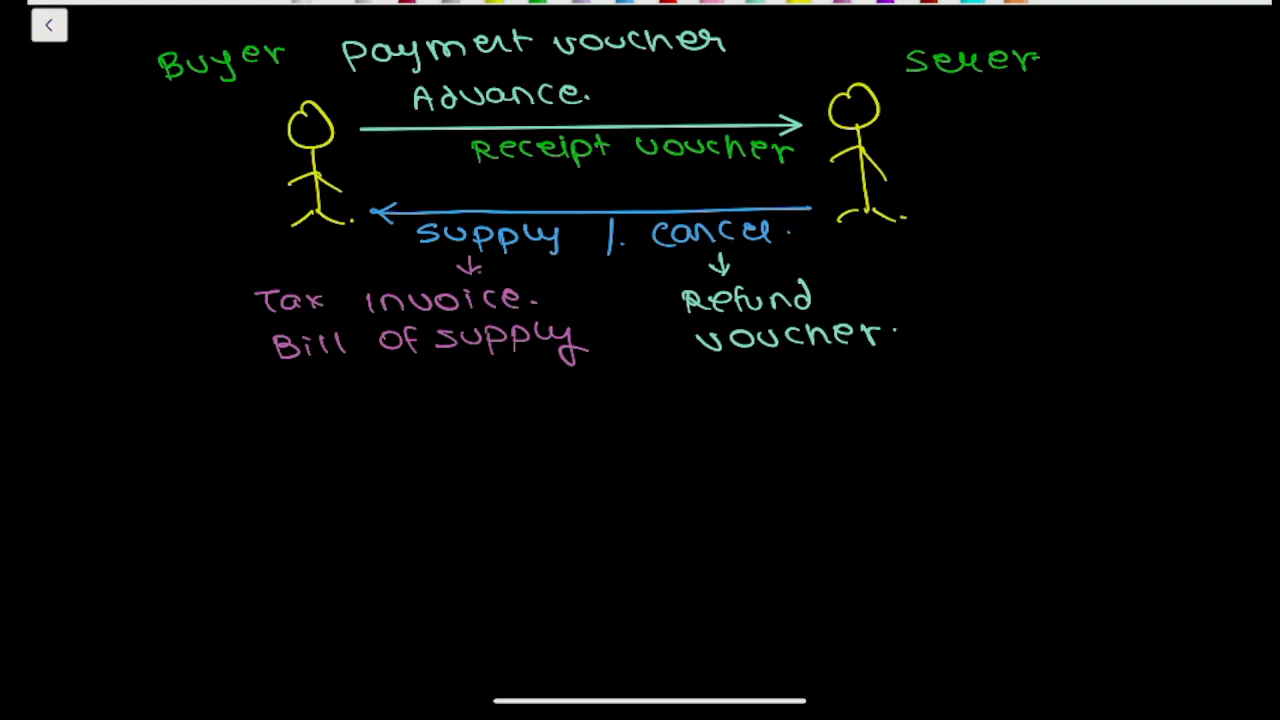 Buyer Payment voucher Seller
Advance.
Receipt voucher
Supply / . cancel.
Tax invoice. Refund
Bill of supply voucher.